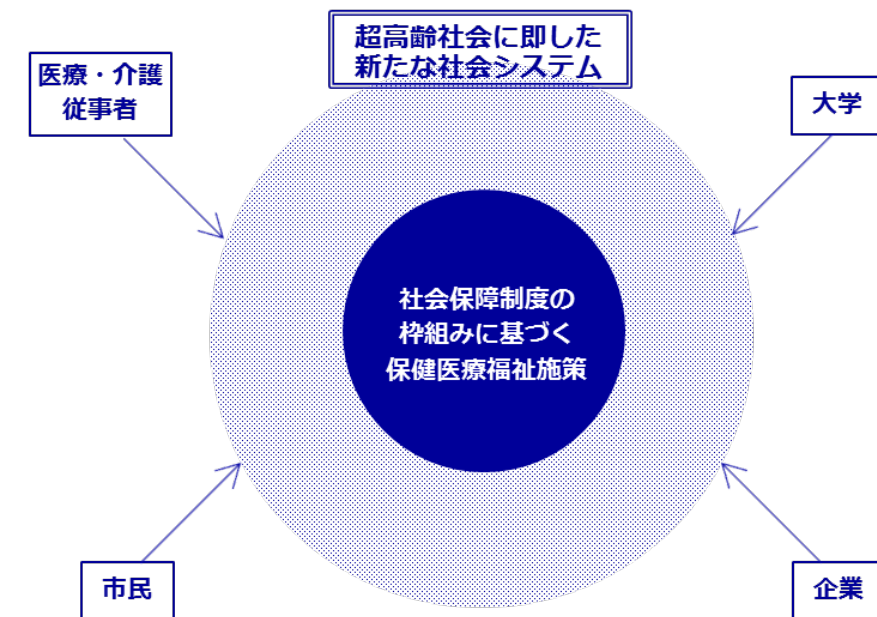 超高齢社会に即した
新たな社会システム
医療・介護
従事者
大学
社会保障制度の
枠組みに基づく
保健医療福祉施策
市民
企業